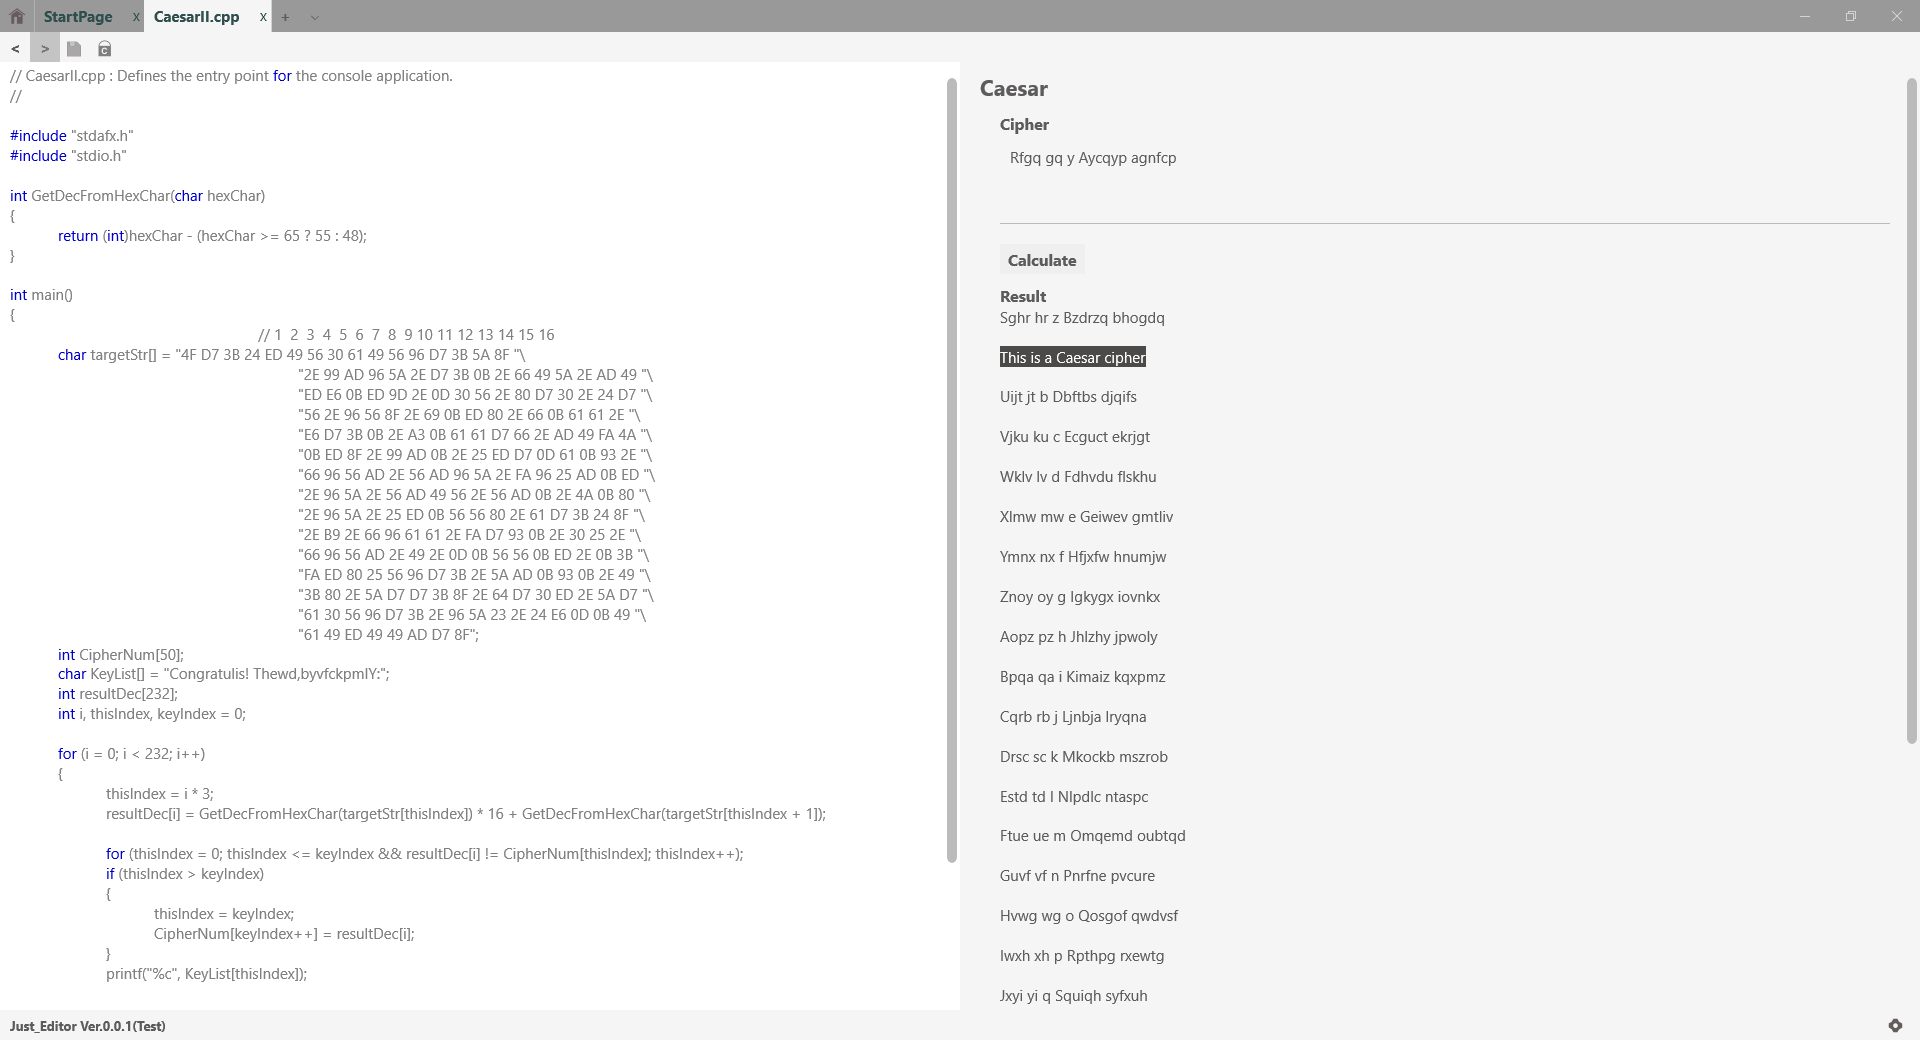 StartPage x CaesarII.cpp x + 
< >
// CaesarII.cpp : Defines the entry point for the console application.
//
#include "stdafx.h"
#include "stdio.h"
int GetDecFromHexChar(char hexChar)
{
return (int)hexChar - (hexChar >= 65 ? 55 : 48);
}
int main()
{
// 1 2 3 4 5 6 7 8 9 10 11 12 13 14 15 16
char targetStr[] = "4F D7 3B 24 ED 49 56 30 61 49 56 96 D7 3B 5A 8F "\
"2E 99 AD 96 5A 2E D7 3B 0B 2E 66 49 5A 2E AD 49 "\
"ED E6 0B ED 9D 2E 0D 30 56 2E 80 D7 30 2E 24 D7 "\
"56 2E 96 56 8F 2E 69 0B ED 80 2E 66 0B 61 61 2E "\
"E6 D7 3B 0B 2E A3 0B 61 61 D7 66 2E AD 49 FA 4A "\
"0B ED 8F 2E 99 AD 0B 2E 25 ED D7 0D 61 0B 93 2E "\
"66 96 56 AD 2E 56 AD 96 5A 2E FA 96 25 AD 0B ED "\
"2E 96 5A 2E 56 AD 49 56 2E 56 AD 0B 2E 4A 0B 80 "\
"2E 96 5A 2E 25 ED 0B 56 56 80 2E 61 D7 3B 24 8F "\
"2E B9 2E 66 96 61 61 2E FA D7 93 0B 2E 30 25 2E "\
"66 96 56 AD 2E 49 2E 0D 0B 56 56 0B ED 2E 0B 3B "\
"FA ED 80 25 56 96 D7 3B 2E 5A AD 0B 93 0B 2E 49 "\
"3B 80 2E 5A D7 D7 3B 8F 2E 64 D7 30 ED 2E 5A D7 "\
"61 30 56 96 D7 3B 2E 96 5A 23 2E 24 E6 0D 0B 49 "\
"61 49 ED 49 49 AD D7 8F";
int CipherNum[50];
char KeyList[] = "Congratulis! Thewd,byvfckpmIY:";
int resultDec[232];
int i, thisIndex, keyIndex = 0;
for (i = 0; i < 232; i++)
{
thisIndex = i * 3;
resultDec[i] = GetDecFromHexChar(targetStr[thisIndex]) * 16 + GetDecFromHexChar(targetStr[thisIndex + 1]);
for (thisIndex = 0; thisIndex <= keyIndex && resultDec[i] != CipherNum[thisIndex]; thisIndex++);
if (thisIndex > keyIndex)
{
thisIndex = keyIndex;
CipherNum[keyIndex++] = resultDec[i];
}
printf("%c", KeyList[thisIndex]);
Caesar
Cipher
Rfgq gq y Aycqyp agnfcp
Calculate
Result
Sghr hr z Bzdrzq bhogdq
This is a Caesar cipher
Uijt jt b Dbftbs djqifs
Vjku ku c Ecguct ekrjgt
Wklv lv d Fdhvdu flskhu
Xlmw mw e Geiwev gmtliv
Ymnx nx f Hfjxfw hnumjw
Znoy oy g Igkygx iovnkx
Aopz pz h Jhlzhy jpwoly
Bpqa qa i Kimaiz kqxpmz
Cqrb rb j Ljnbja lryqna
Drsc sc k Mkockb mszrob
Estd td l Nlpdlc ntaspc
Ftue ue m Omqemd oubtqd
Guvf vf n Pnrfne pvcure
Hvwg wg o Qosgof qwdvsf
Iwxh xh p Rpthpg rxewtg
Jxyi yi q Squiqh syfxuh
Just_Editor Ver.0.0.1(Test)